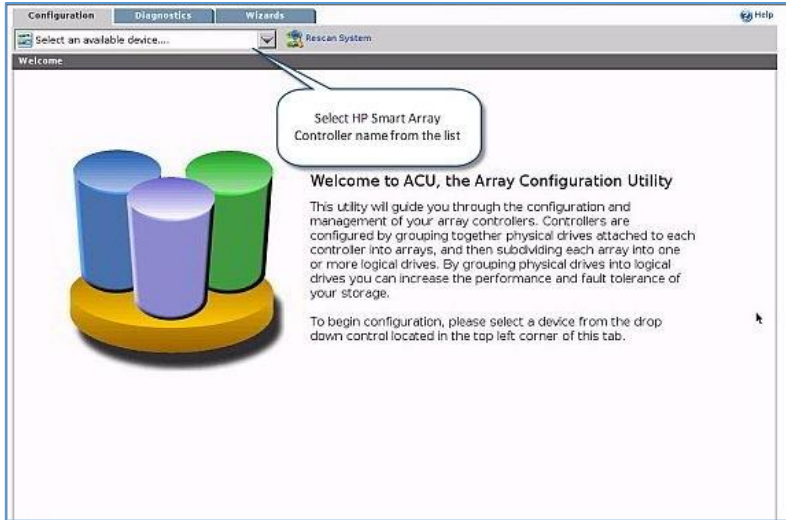 Configuration
Diagnostics
Wizards
Help
Select an available device....
Rescan System
Welcome
Select HP Smart Array
Controller name from the list
Welcome to ACU, the Array Configuration Utility
This utility will guide you through the configuration and
management of your array controllers. Controllers are
configured by grouping together physical drives attached to each
controller into arrays, and then subdividing each array into one
or more logical drives. By grouping physical drives into logical
drives you can increase the performance and fault tolerance of
your storage.
To begin configuration, please select a device from the drop
down control located in the top left corner of this tab.